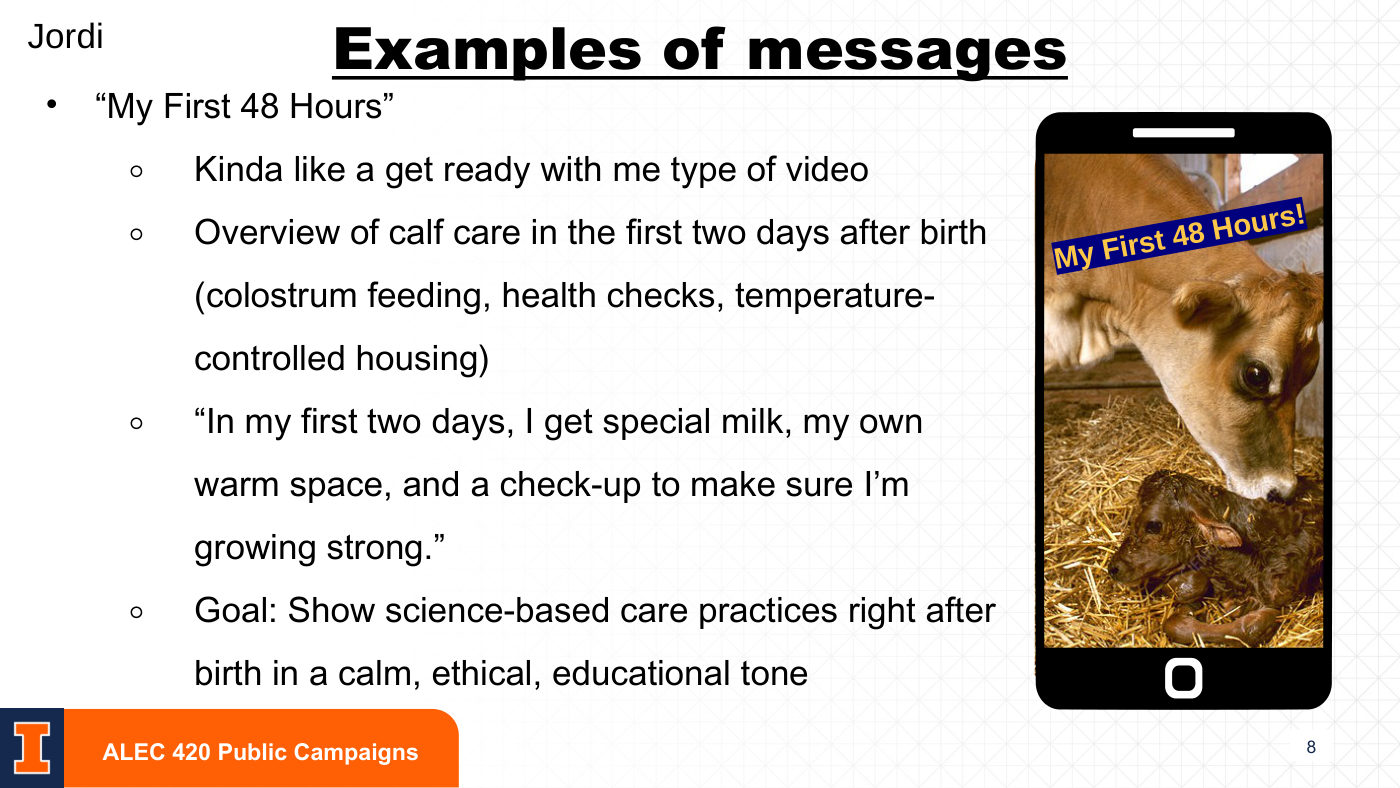 Jordi
Examples of messages
• “My First 48 Hours”
○ Kinda like a get ready with me type of video
○ Overview of calf care in the first two days after birth
(colostrum feeding, health checks, temperature-
controlled housing)
○ “In my first two days, I get special milk, my own
warm space, and a check-up to make sure I’m
growing strong.”
○ Goal: Show science-based care practices right after
birth in a calm, ethical, educational tone
My First 48 Hours!
I
ALEC 420 Public Campaigns
8